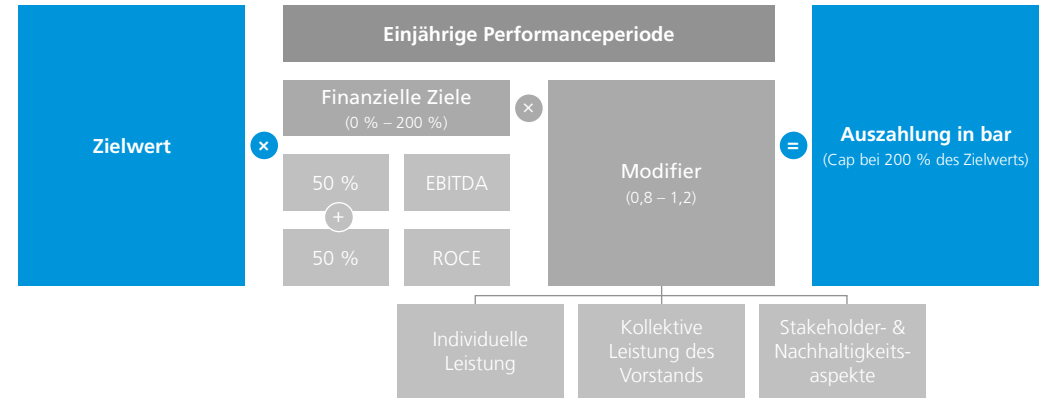 Einjährige Performanceperiode
Zielwert
×
Finanzielle Ziele
(0 % – 200 %)
50 %
EBITDA
+
50 %
ROCE
×
Modifier
(0,8 – 1,2)
=
Auszahlung in bar
(Cap bei 200 % des Zielwerts)
Individuelle
Leistung
Kollektive
Leistung des
Vorstands
Stakeholder- &
Nachhaltigkeits-
aspekte